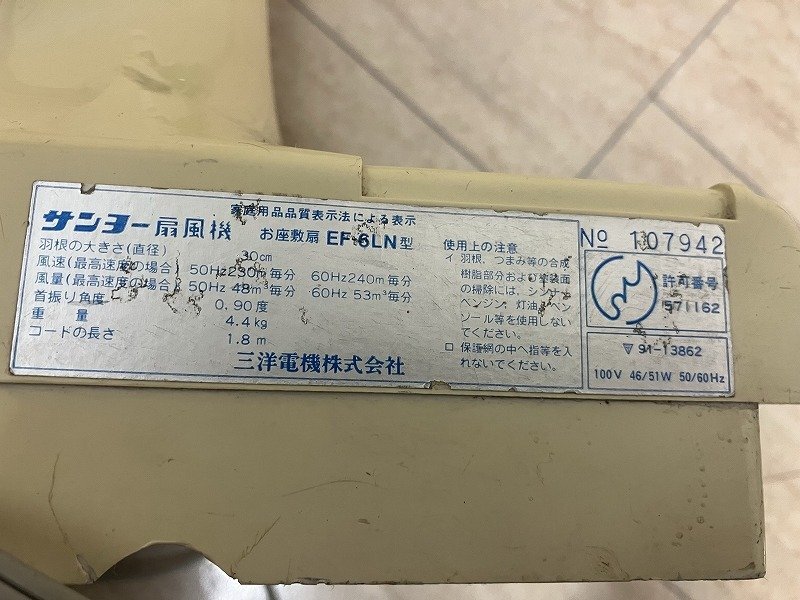 家庭用品品質表示法による表示
サンヨー 扇風機 お座敷扇 EF-6LN型
羽根の大きさ(直径) 30cm
風速(最高速度の場合) 50Hz230m毎分 60Hz240m毎分
風量(最高速度の場合) 50Hz 48m³毎分 60Hz 53m³毎分
首振り角度 0,90度
重量 4.4kg
コードの長さ 1.8m
三洋電機株式会社
使用上の注意
イ 羽根、つまみ等の合成
樹脂部分および塗装面
の掃除には、シンナー
ベンジン、灯油、ベン
ゾール等を使用しない
でください。
ロ 保護網の中へ指等を入
れないでください。
No 107942
許可番号
571162
▽ 91-13862
100V 46/51W 50/60Hz